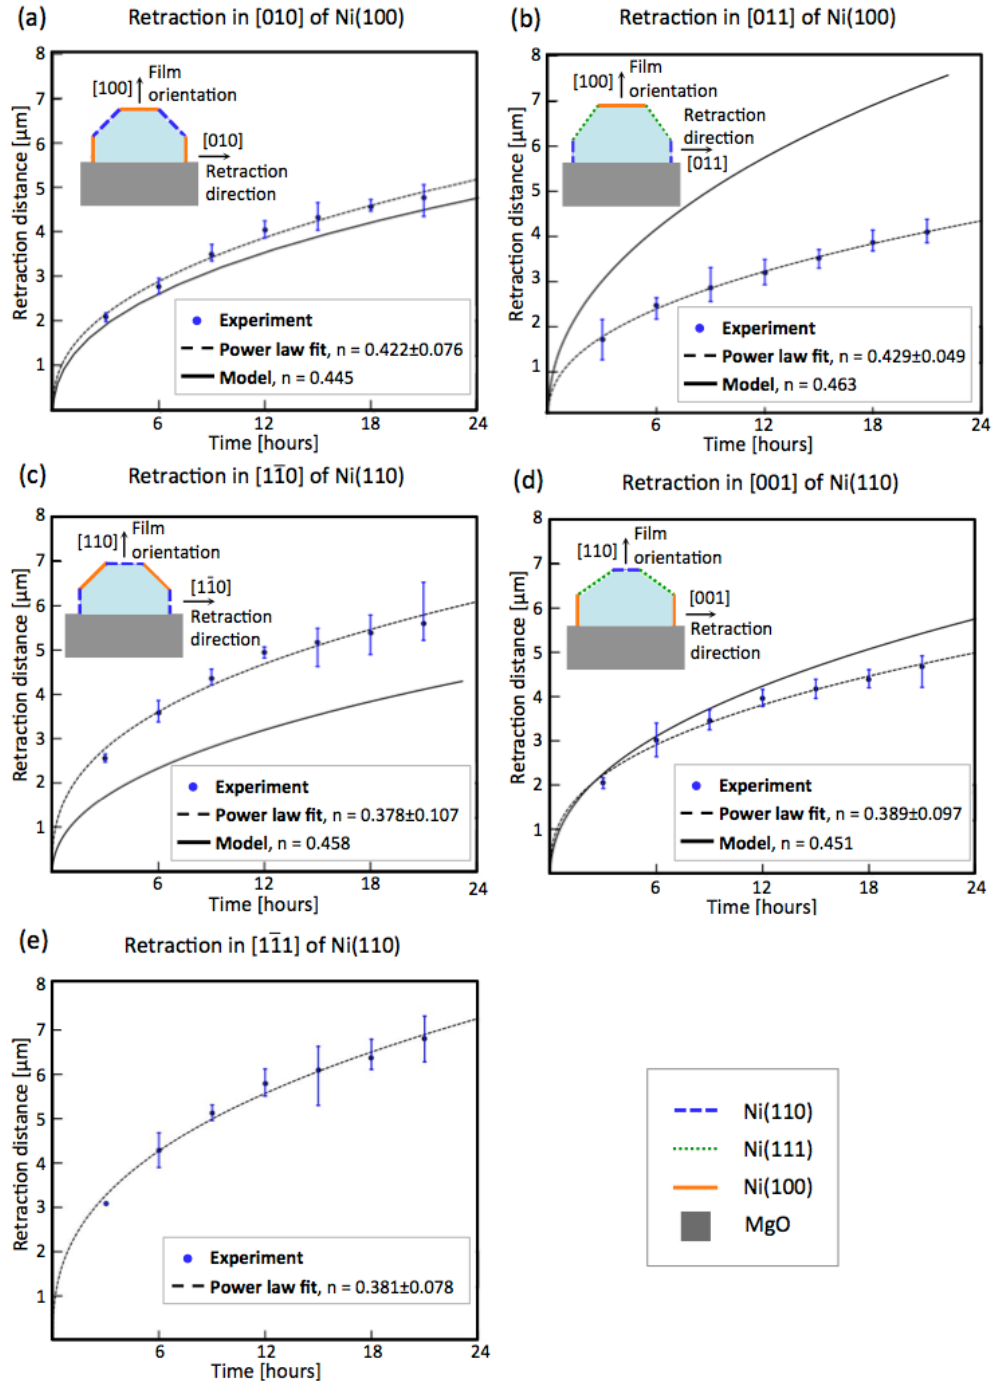 (a) Retraction in [010] of Ni(100)
Retraction distance [μm]
8
7
6
5
4
3
2
1
[100]
Film
orientation
[010]
Retraction
direction
Experiment
Power law fit, n = 0.422±0.076
Model, n = 0.445
6 12 18 24
Time [hours]
(b) Retraction in [011] of Ni(100)
Retraction distance [μm]
8
7
6
5
4
3
2
1
[100]
Film
orientation
Retraction
direction
[011]
Experiment
Power law fit, n = 0.429±0.049
Model, n = 0.463
6 12 18 24
Time [hours]
(c) Retraction in [11̅0] of Ni(110)
Retraction distance [μm]
8
7
6
5
4
3
2
1
[110]
Film
orientation
[11̅0]
Retraction
direction
Experiment
Power law fit, n = 0.378±0.107
Model, n = 0.458
6 12 18 24
Time [hours]
(d) Retraction in [001] of Ni(110)
Retraction distance [μm]
8
7
6
5
4
3
2
1
[110]
Film
orientation
[001]
Retraction
direction
Experiment
Power law fit, n = 0.389±0.097
Model, n = 0.451
6 12 18 24
Time [hours]
(e) Retraction in [11̅1] of Ni(110)
Retraction distance [μm]
8
7
6
5
4
3
2
1
Experiment
Power law fit, n = 0.381±0.078
6 12 18 24
Time [hours]
Ni(110)
Ni(111)
Ni(100)
MgO